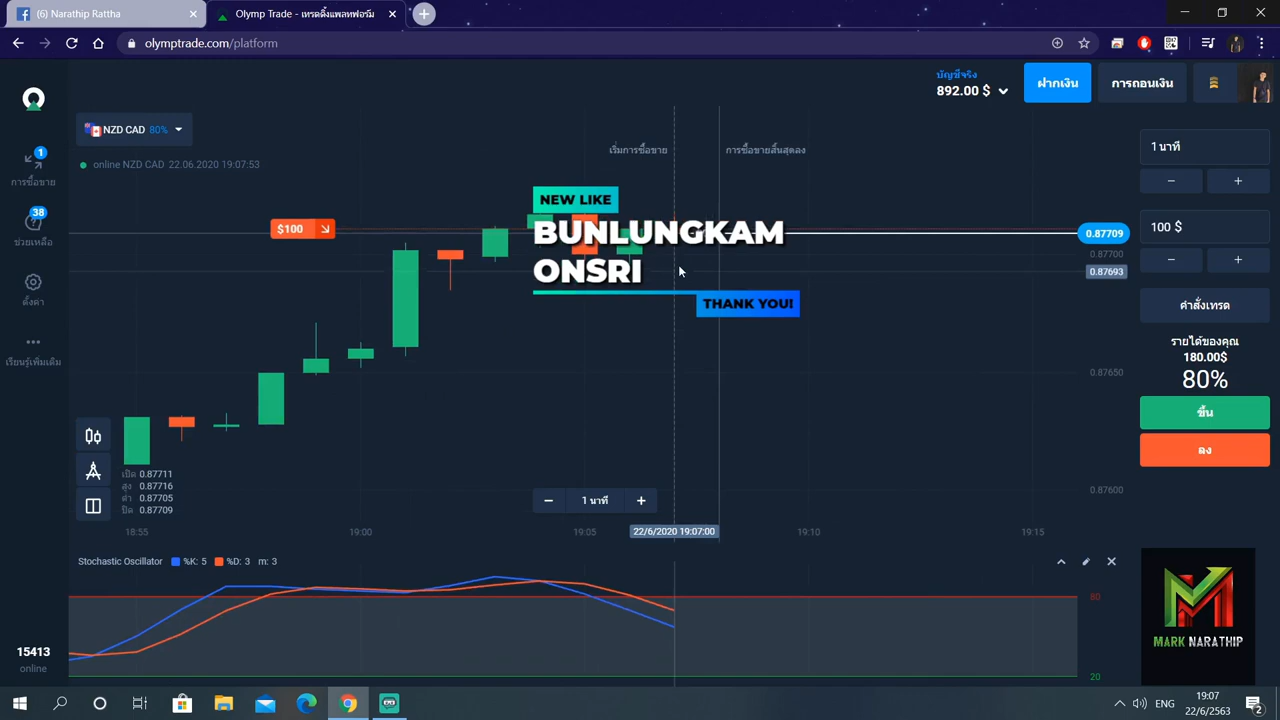 (6) Narathip Rattha
Olymp Trade - เทรดดิ้งแพลทฟอร์ม
olymptrade.com/platform
บัญชีจริง
892.00 $
ฝากเงิน
การถอนเงิน
NZD CAD 80%
online NZD CAD 22.06.2020 19:07:53
เริ่มการซื้อขาย
การซื้อขายสิ้นสุดลง
1
การซื้อขาย
38
ช่วยเหลือ
ตั้งค่า
เรียนรู้เพิ่มเติม
$100
NEW LIKE
BUNLUNGKAM
ONSRI
THANK YOU!
0.87709
0.87700
0.87693
0.87650
0.87600
1 นาที
100 $
คำสั่งเทรด
รายได้ของคุณ
180.00$
80%
ขึ้น
ลง
เปิด 0.87711
สูง 0.87716
ต่ำ 0.87705
ปิด 0.87709
1 นาที
18:55
19:00
19:05
22/6/2020 19:07:00
19:10
19:15
Stochastic Oscillator %K: 5 %D: 3 m: 3
80
20
MARK NARATHIP
15413
online
ENG
19:07
22/6/2563
2